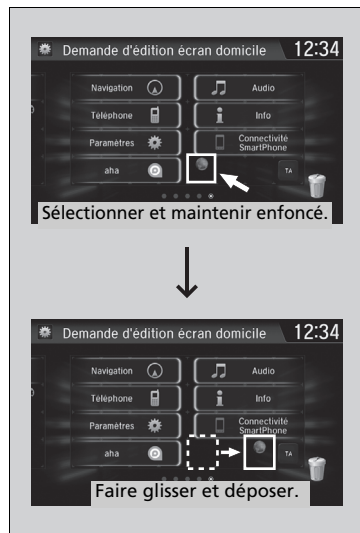 Demande d'édition écran domicile 12:34
Navigation Audio
Téléphone Info
Paramètres Connectivité
SmartPhone
aha TA
Sélectionner et maintenir enfoncé.
Demande d'édition écran domicile 12:34
Navigation Audio
Téléphone Info
Paramètres Connectivité
SmartPhone
aha TA
Faire glisser et déposer.